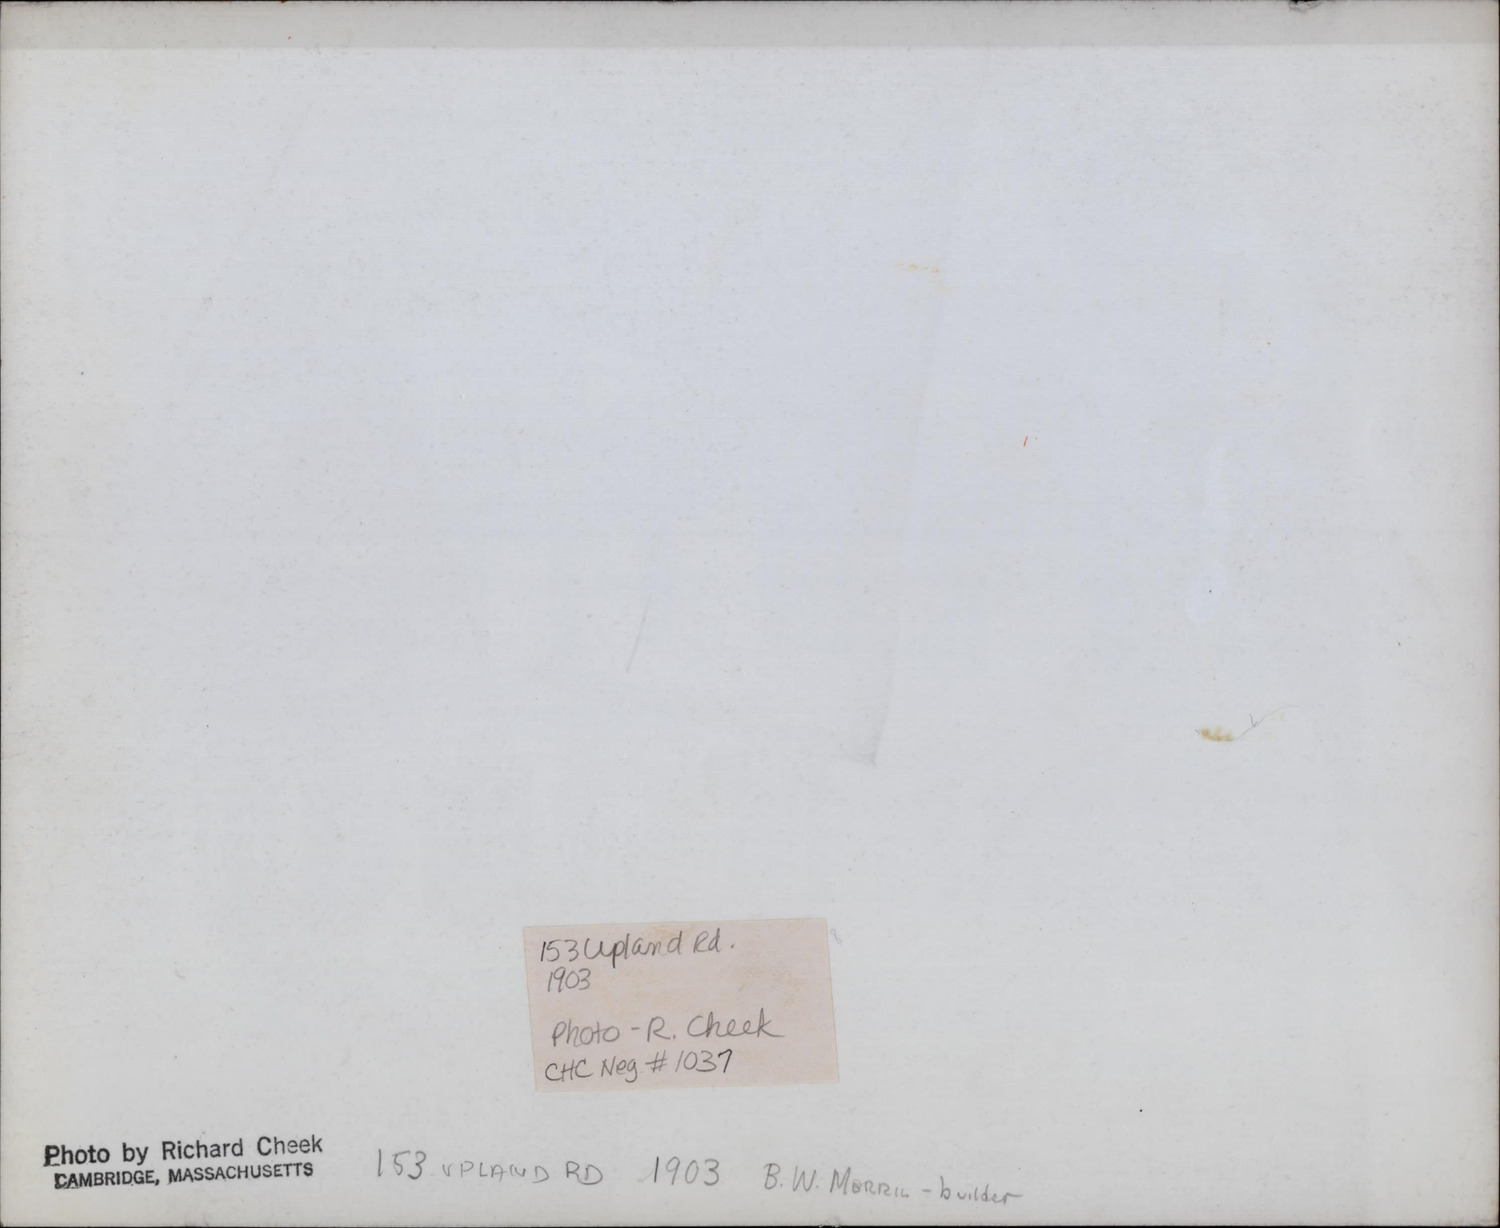 153 Upland Rd.
1903
Photo - R. Cheek
CHC Neg # 1037
Photo by Richard Cheek
CAMBRIDGE, MASSACHUSETTS
153 UPLAND RD 1903 B. W. MORRILL - builder